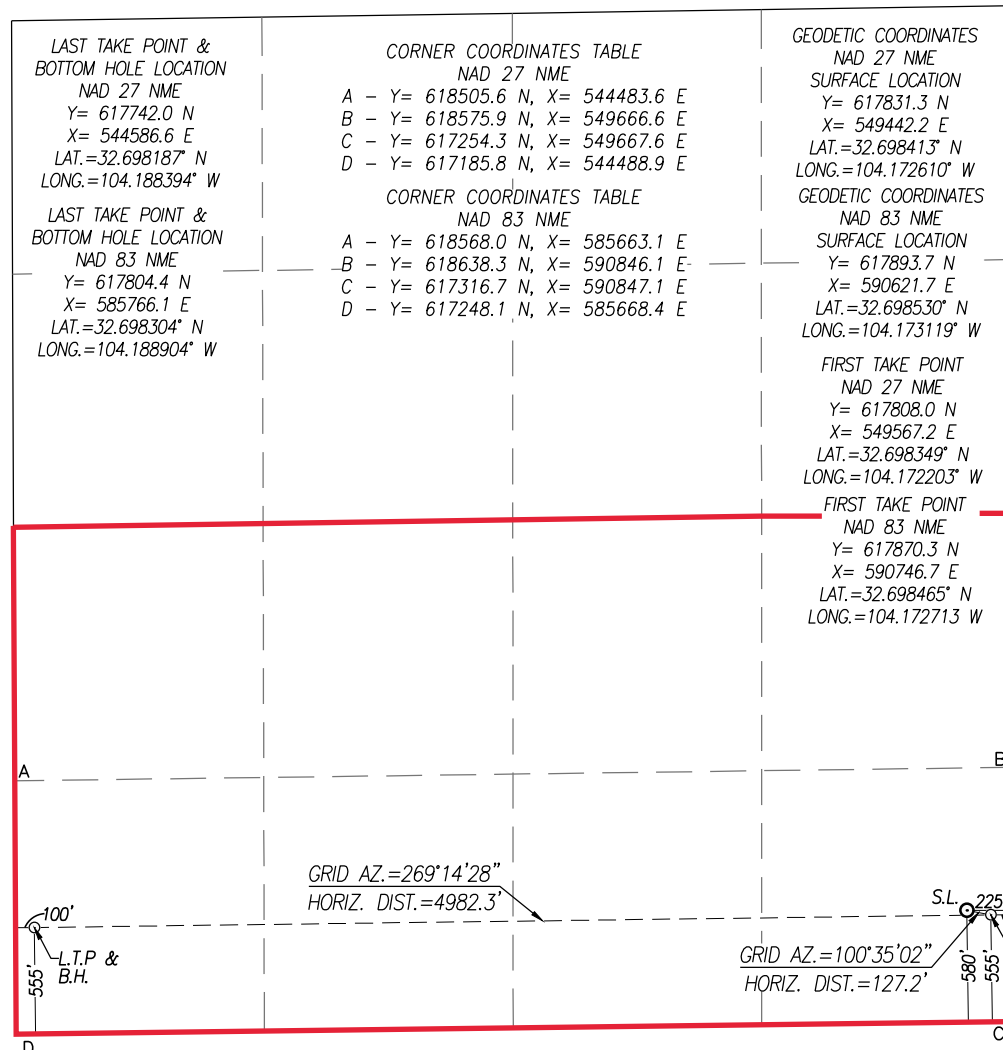 LAST TAKE POINT &
BOTTOM HOLE LOCATION
NAD 27 NME
Y= 617742.0 N
X= 544586.6 E
LAT.=32.698187° N
LONG.=104.188394° W
LAST TAKE POINT &
BOTTOM HOLE LOCATION
NAD 83 NME
Y= 617804.4 N
X= 585766.1 E
LAT.=32.698304° N
LONG.=104.188904° W
CORNER COORDINATES TABLE
NAD 27 NME
A - Y= 618505.6 N, X= 544483.6 E
B - Y= 618575.9 N, X= 549666.6 E
C - Y= 617254.3 N, X= 549667.6 E
D - Y= 617185.8 N, X= 544488.9 E
CORNER COORDINATES TABLE
NAD 83 NME
A - Y= 618568.0 N, X= 585663.1 E
B - Y= 618638.3 N, X= 590846.1 E
C - Y= 617316.7 N, X= 590847.1 E
D - Y= 617248.1 N, X= 585668.4 E
GEODETIC COORDINATES
NAD 27 NME
SURFACE LOCATION
Y= 617831.3 N
X= 549442.2 E
LAT.=32.698413° N
LONG.=104.172610° W
GEODETIC COORDINATES
NAD 83 NME
SURFACE LOCATION
Y= 617893.7 N
X= 590621.7 E
LAT.=32.698530° N
LONG.=104.173119° W
FIRST TAKE POINT
NAD 27 NME
Y= 617808.0 N
X= 549567.2 E
LAT.=32.698349° N
LONG.=104.172203° W
FIRST TAKE POINT
NAD 83 NME
Y= 617870.3 N
X= 590746.7 E
LAT.=32.698465° N
LONG.=104.172713 W
A
B
GRID AZ.=269°14'28"
HORIZ. DIST.=4982.3'
S.L.
225
100'
L.T.P &
B.H.
555'
GRID AZ.=100°35'02"
HORIZ. DIST.=127.2'
580'
555'
D
C